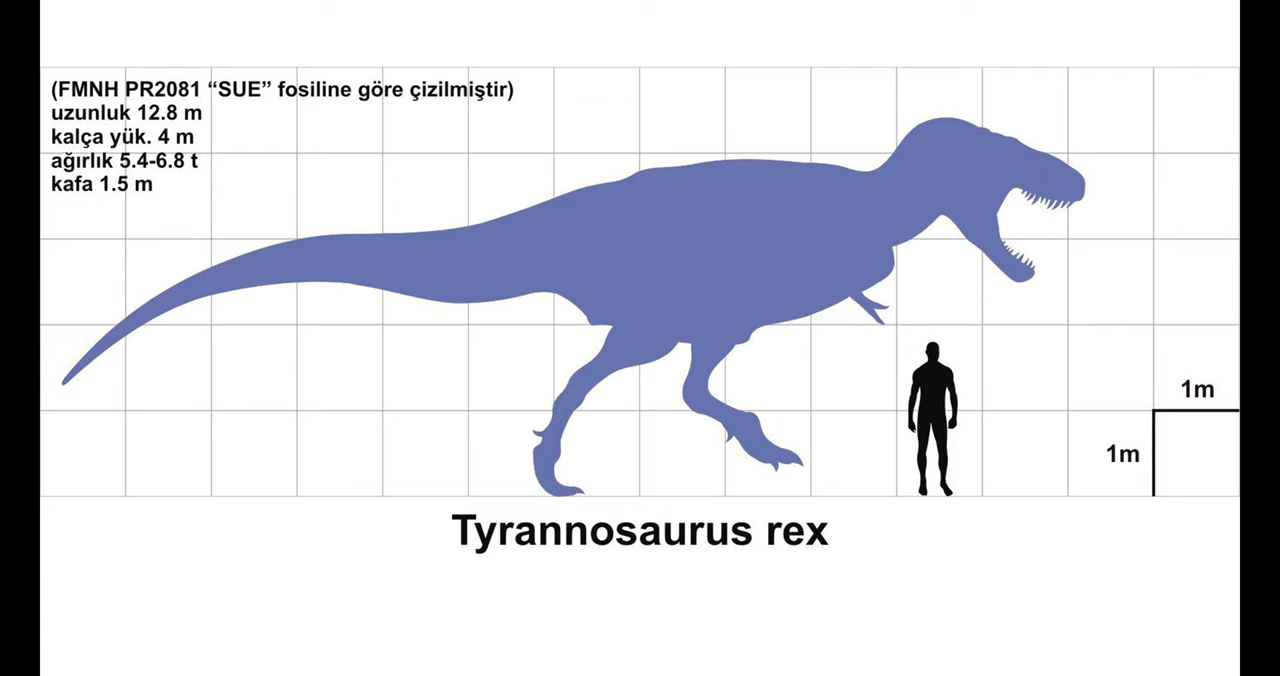 (FMNH PR2081 “SUE” fosiline göre çizilmiştir)
uzunluk 12.8 m
kalça yük. 4 m
ağırlık 5.4-6.8 t
kafa 1.5 m
1m
1m
Tyrannosaurus rex